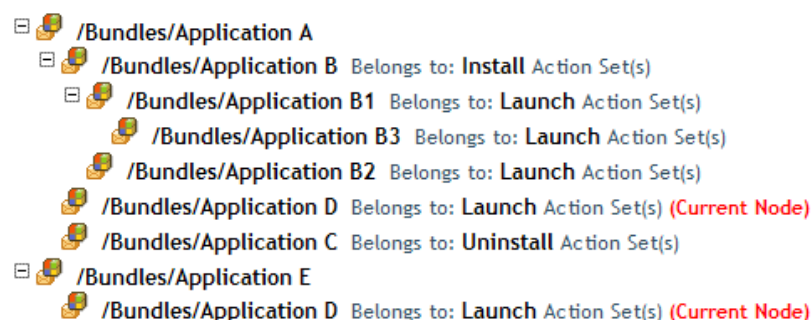 /Bundles/Application A
/Bundles/Application B Belongs to: Install Action Set(s)
/Bundles/Application B1 Belongs to: Launch Action Set(s)
/Bundles/Application B3 Belongs to: Launch Action Set(s)
/Bundles/Application B2 Belongs to: Launch Action Set(s)
/Bundles/Application D Belongs to: Launch Action Set(s) (Current Node)
/Bundles/Application C Belongs to: Uninstall Action Set(s)
/Bundles/Application E
/Bundles/Application D Belongs to: Launch Action Set(s) (Current Node)